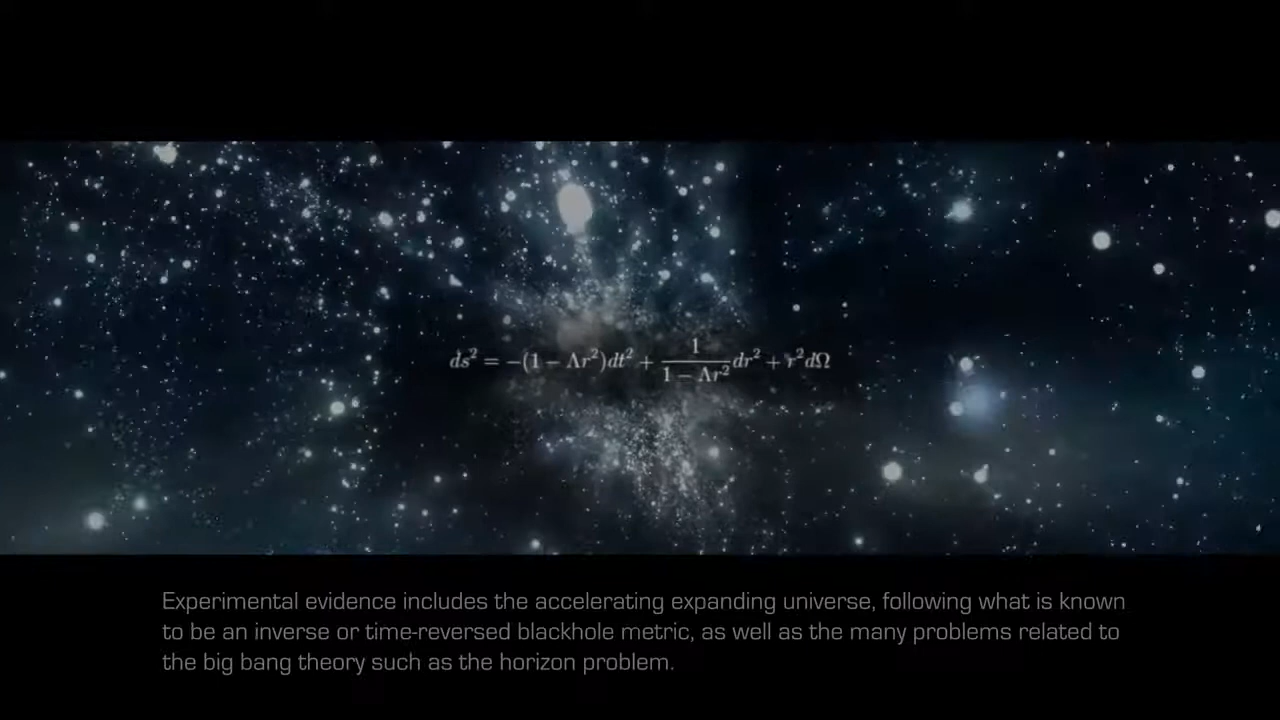 ds² = −(1 − Λr²)dt² + 1/(1 − Λr²) dr² + r²dΩ
Experimental evidence includes the accelerating expanding universe, following what is known
to be an inverse or time-reversed blackhole metric, as well as the many problems related to
the big bang theory such as the horizon problem.